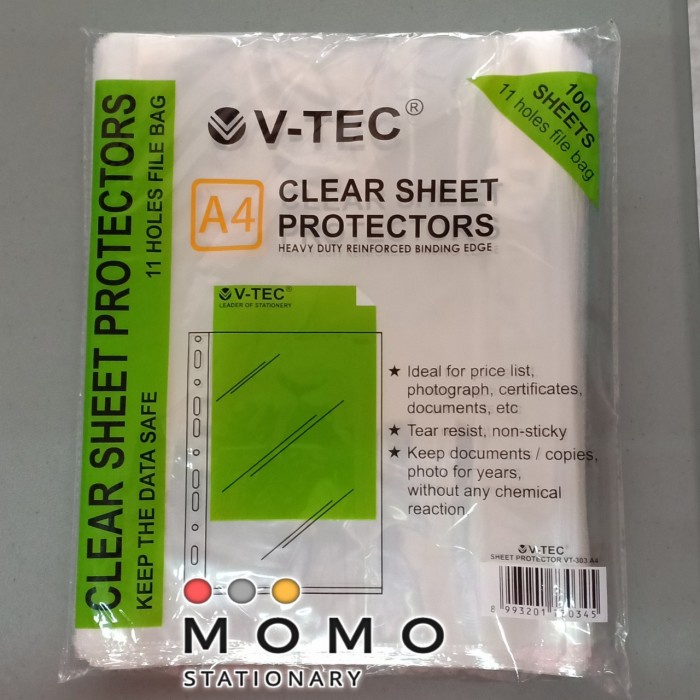 V-TEC®
A4
CLEAR SHEET
PROTECTORS
HEAVY DUTY REINFORCED BINDING EDGE
100
SHEETS
11 holes file bag
CLEAR SHEET PROTECTORS
11 HOLES FILE BAG
KEEP THE DATA SAFE
V-TEC®
LEADER OF STATIONERY
★ Ideal for price list,
photograph, certificates,
documents, etc
★ Tear resist, non-sticky
★ Keep documents / copies,
photo for years,
without any chemical
reaction
V-TEC®
SHEET PROTECTOR VT-303 A4
MOMO
STATIONARY